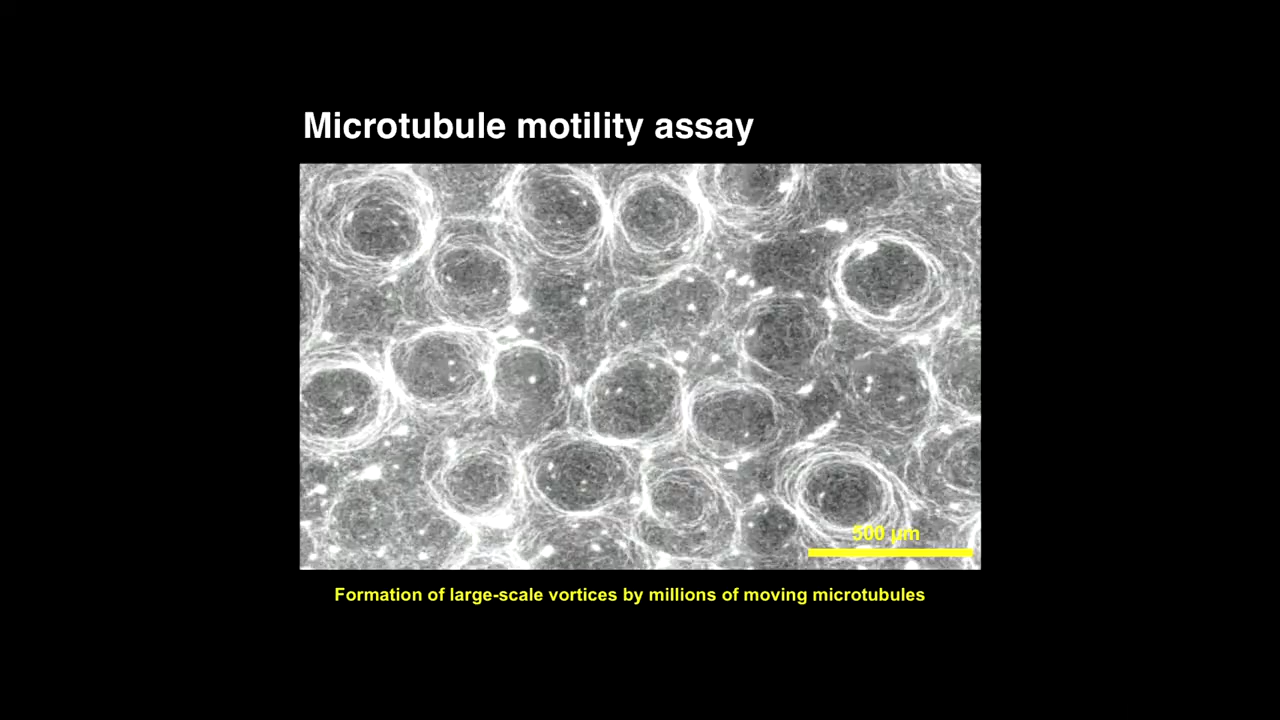 Microtubule motility assay
500 µm
Formation of large-scale vortices by millions of moving microtubules